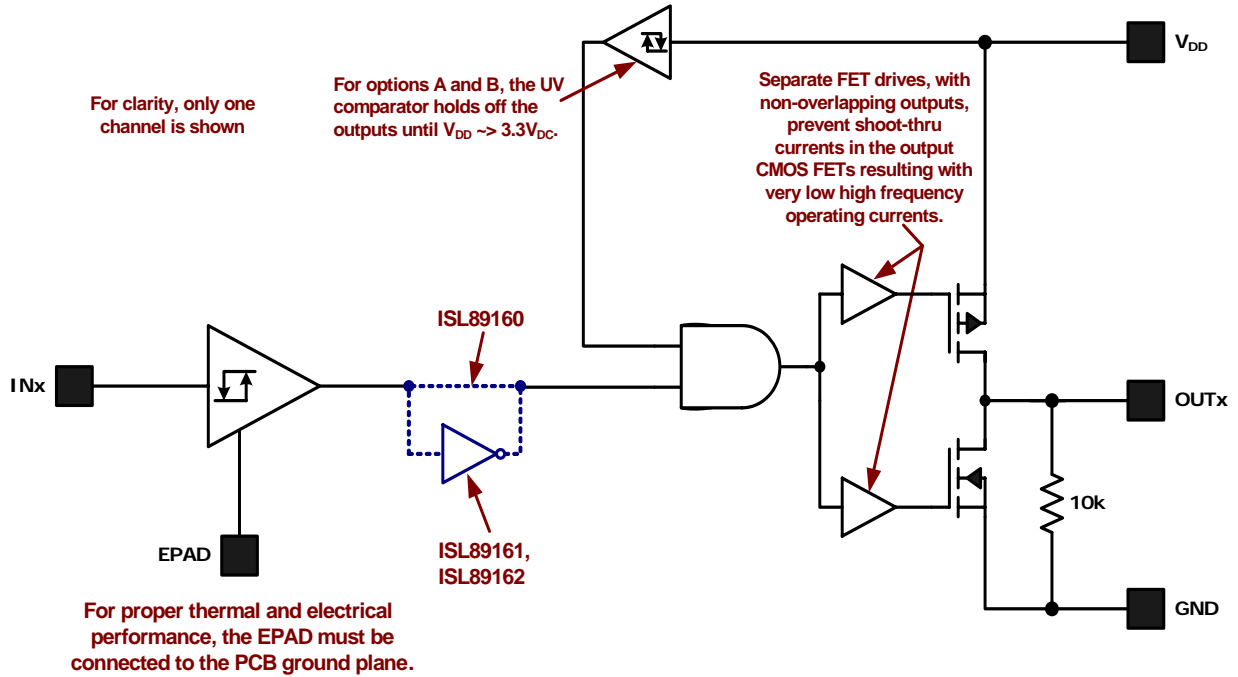 For clarity, only one
channel is shown
For options A and B, the UV
comparator holds off the
outputs until VDD ~> 3.3VDC.
Separate FET drives, with
non-overlapping outputs,
prevent shoot-thru
currents in the output
CMOS FETs resulting with
very low high frequency
operating currents.
VDD
ISL89160
INx
OUTx
10k
EPAD
ISL89161,
ISL89162
GND
For proper thermal and electrical
performance, the EPAD must be
connected to the PCB ground plane.